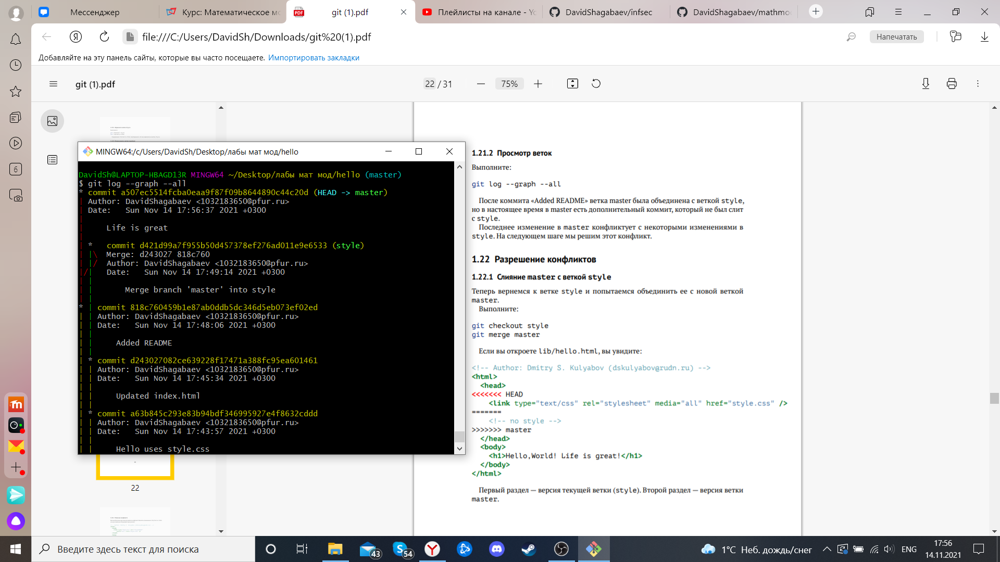 Мессенджер
Курс: Математическое мо
git (1).pdf
Плейлисты на канале - Yo
DavidShagabaev/infsec
DavidShagabaev/mathmo
file:///C:/Users/DavidSh/Downloads/git%20(1).pdf
Напечатать
Добавляйте на эту панель сайты, которые вы часто посещаете. Импортировать закладки
git (1).pdf
22 / 31
75%
MINGW64:/c/Users/DavidSh/Desktop/лабы мат мод/hello
DavidSh@LAPTOP-HBAGD13R MINGW64 ~/Desktop/лабы мат мод/hello (master)
$ git log --graph --all
* commit a507ec5514fcba0eaa9f87f09b8644890c44c20d (HEAD -> master)
| Author: DavidShagabaev <1032183650@pfur.ru>
| Date:   Sun Nov 14 17:56:37 2021 +0300
|
|     Life is great
|
| *   commit d421d99a7f955b50d457378ef276ad011e9e6533 (style)
| |\  Merge: d243027 818c760
| |/  Author: DavidShagabaev <1032183650@pfur.ru>
|/|   Date:   Sun Nov 14 17:49:14 2021 +0300
| |
| |       Merge branch 'master' into style
| |
* | commit 818c760459b1e87ab0ddb5dc346d5eb073ef02ed
| | Author: DavidShagabaev <1032183650@pfur.ru>
| | Date:   Sun Nov 14 17:48:06 2021 +0300
| |
| |     Added README
| |
| * commit d243027082ce639228f17471a388fc95ea601461
| | Author: DavidShagabaev <1032183650@pfur.ru>
| | Date:   Sun Nov 14 17:45:34 2021 +0300
| |
| |     Updated index.html
| |
| * commit a63b845c293e83b94bdf346995927e4f8632cddd
| | Author: DavidShagabaev <1032183650@pfur.ru>
| | Date:   Sun Nov 14 17:43:57 2021 +0300
| |
| |     Hello uses style.css
22
1.21.2 Просмотр веток
Выполните:
git log --graph --all
После коммита «Added README» ветка master была объединена с веткой style,
но в настоящее время в master есть дополнительный коммит, который не был слит
с style.
Последнее изменение в master конфликтует с некоторыми изменениями в
style. На следующем шаге мы решим этот конфликт.
1.22 Разрешение конфликтов
1.22.1 Слияние master с веткой style
Теперь вернемся к ветке style и попытаемся объединить ее с новой веткой
master.
Выполните:
git checkout style
git merge master
Если вы откроете lib/hello.html, вы увидите:
<!-- Author: Dmitry S. Kulyabov (dskulyabov@rudn.ru) -->
<html>
<head>
<<<<<<< HEAD
<link type="text/css" rel="stylesheet" media="all" href="style.css" />
=======
<!-- no style -->
>>>>>>> master
</head>
<body>
<h1>Hello,World! Life is great!</h1>
</body>
</html>
Первый раздел — версия текущей ветки (style). Второй раздел — версия ветки
master.
6
Введите здесь текст для поиска
43
54
1°C Неб. дождь/снег
ENG
17:56
14.11.2021